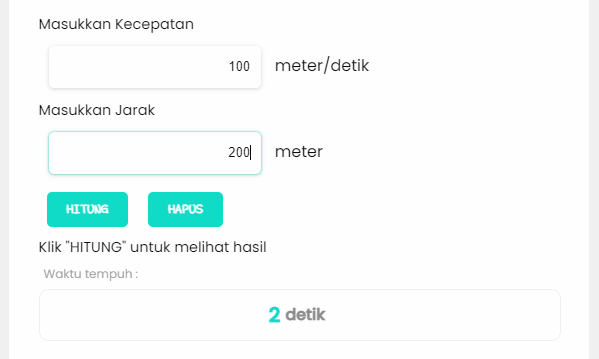 Masukkan Kecepatan
100 meter/detik
Masukkan Jarak
200 meter
HITUNG HAPUS
Klik "HITUNG" untuk melihat hasil
Waktu tempuh :
2 detik